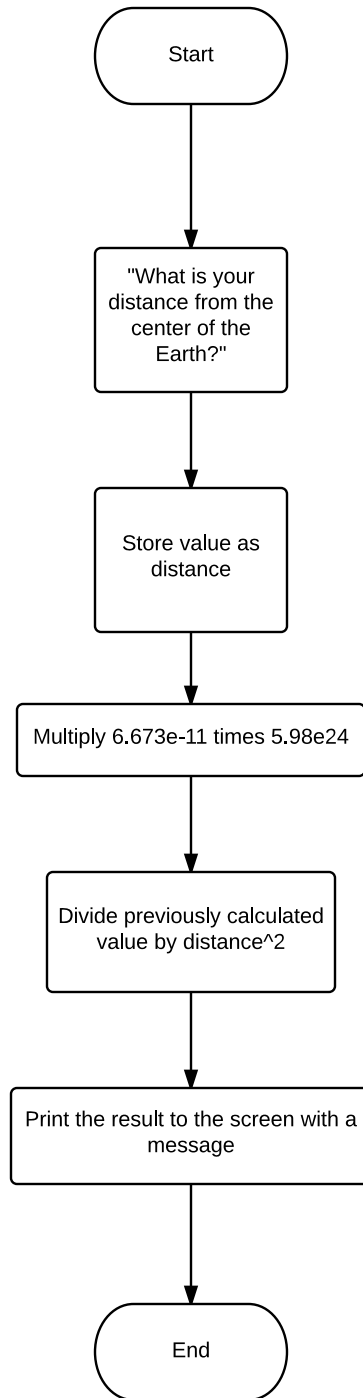 Start
"What is your
distance from the
center of the
Earth?"
Store value as
distance
Multiply 6.673e-11 times 5.98e24
Divide previously calculated
value by distance^2
Print the result to the screen with a
message
End